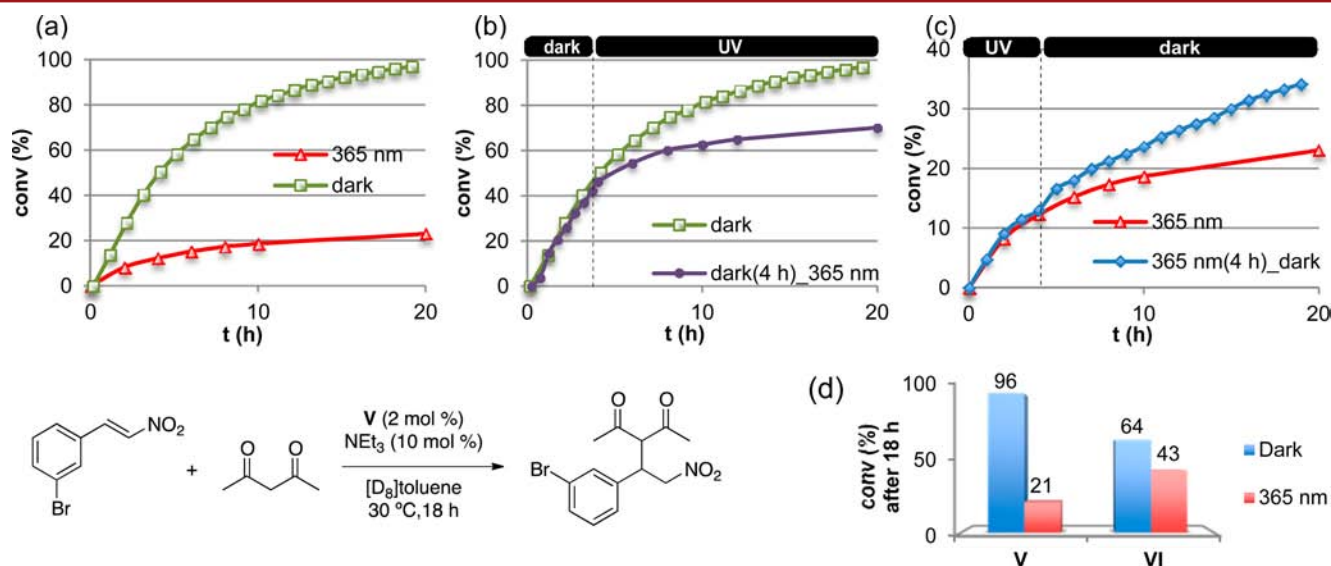 (a)
100
80
60
40
20
0
conv (%)
365 nm
dark
0
10
20
t (h)
(b)
dark
UV
100
80
60
40
20
0
conv (%)
dark
dark(4 h)_365 nm
0
10
20
t (h)
(c)
UV
dark
40
30
20
10
0
conv (%)
365 nm
365 nm(4 h)_dark
0
10
20
t (h)
NO2
Br
+
O
O
V (2 mol %)
NEt3 (10 mol %)
[D8]toluene
30 ºC,18 h
O
O
NO2
Br
(d)
100
50
0
conv (%)
after 18 h
96
21
64
43
V
VI
Dark
365 nm